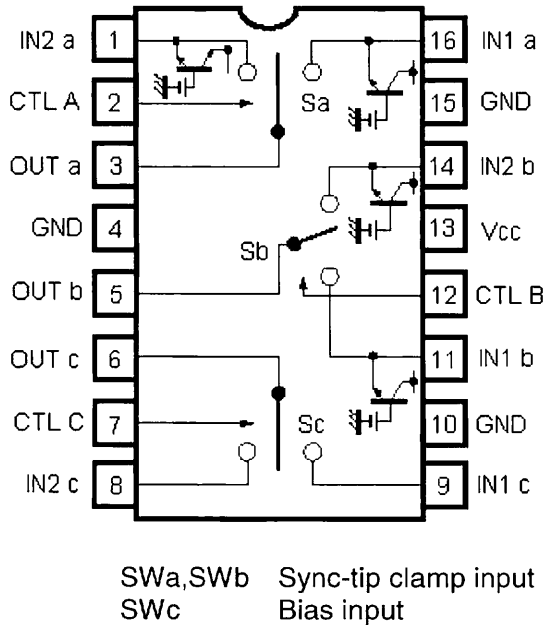 IN2 a 1 16 IN1 a
CTL A 2 Sa 15 GND
OUT a 3 14 IN2 b
GND 4 Sb 13 Vcc
OUT b 5 12 CTL B
OUT c 6 11 IN1 b
CTL C 7 Sc 10 GND
IN2 c 8 9 IN1 c
SWa,SWb Sync-tip clamp input
SWc Bias input